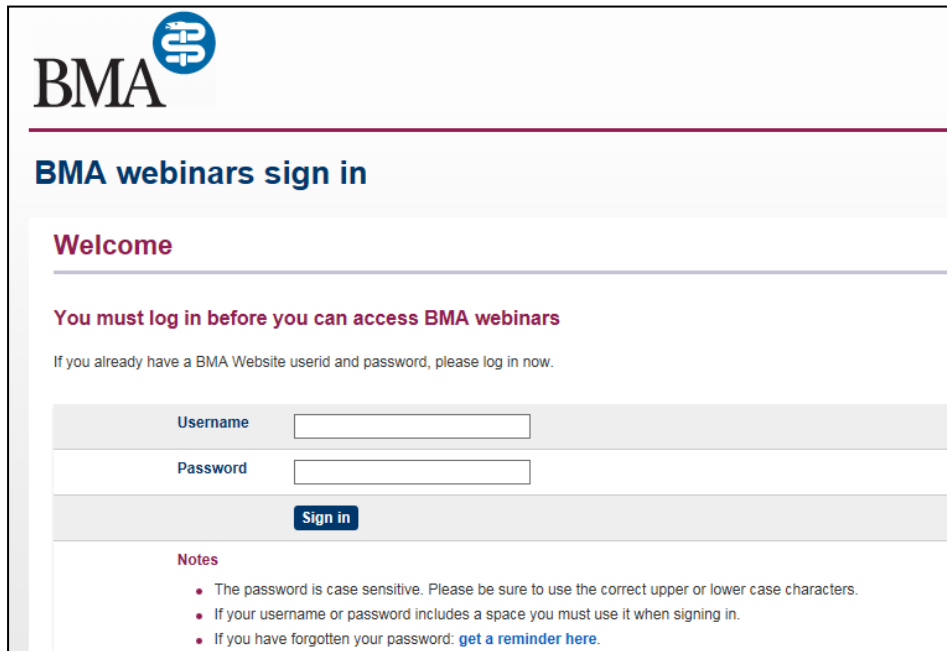 BMA
BMA webinars sign in
Welcome
You must log in before you can access BMA webinars
If you already have a BMA Website userid and password, please log in now.
Username
Password
Sign in
Notes
The password is case sensitive. Please be sure to use the correct upper or lower case characters.
If your username or password includes a space you must use it when signing in.
If you have forgotten your password: get a reminder here.